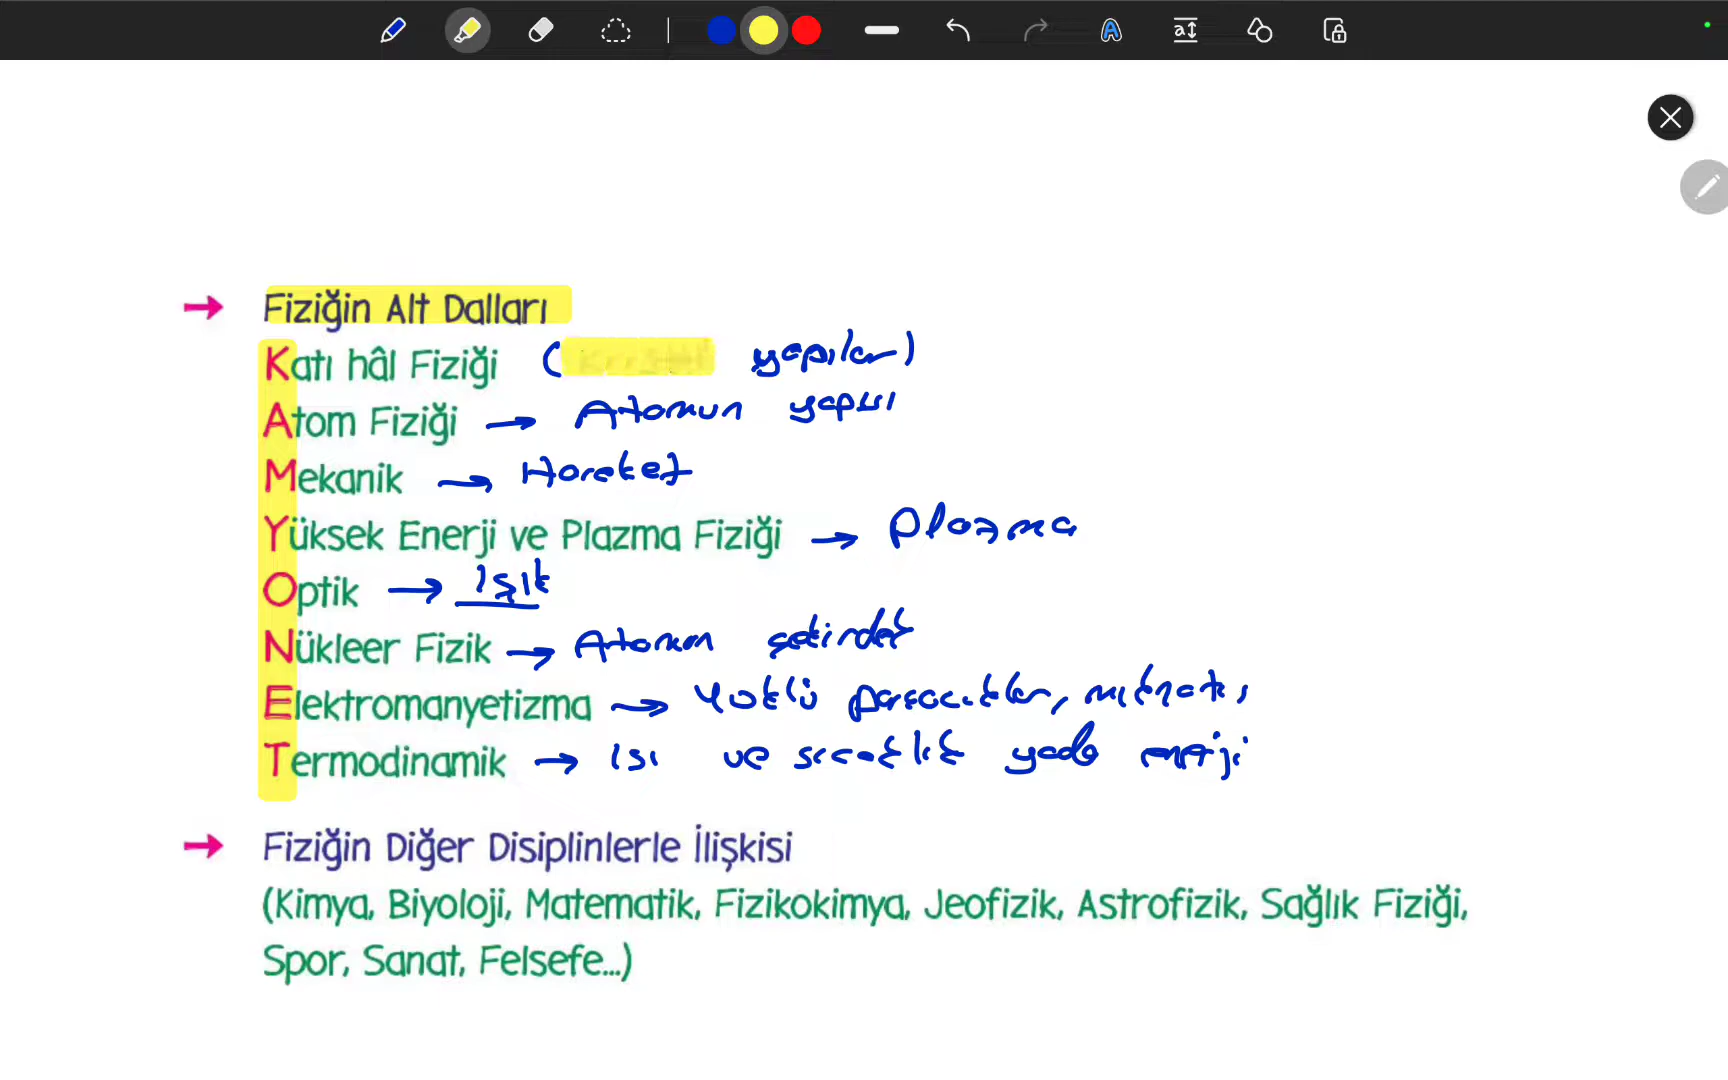 → Fiziğin Alt Dalları
Katı hâl Fiziği ( yapılar)
Atom Fiziği → Atomun yapısı
Mekanik → Hareket
Yüksek Enerji ve Plazma Fiziği → Plazma
Optik → Işık
Nükleer Fizik → Atomun çekirdek
Elektromanyetizma → Yüklü parçacıklar, mıknatıs
Termodinamik → Isı ve sıcaklık yada enerji
→ Fiziğin Diğer Disiplinlerle İlişkisi
(Kimya, Biyoloji, Matematik, Fizikokimya, Jeofizik, Astrofizik, Sağlık Fiziği,
Spor, Sanat, Felsefe...)